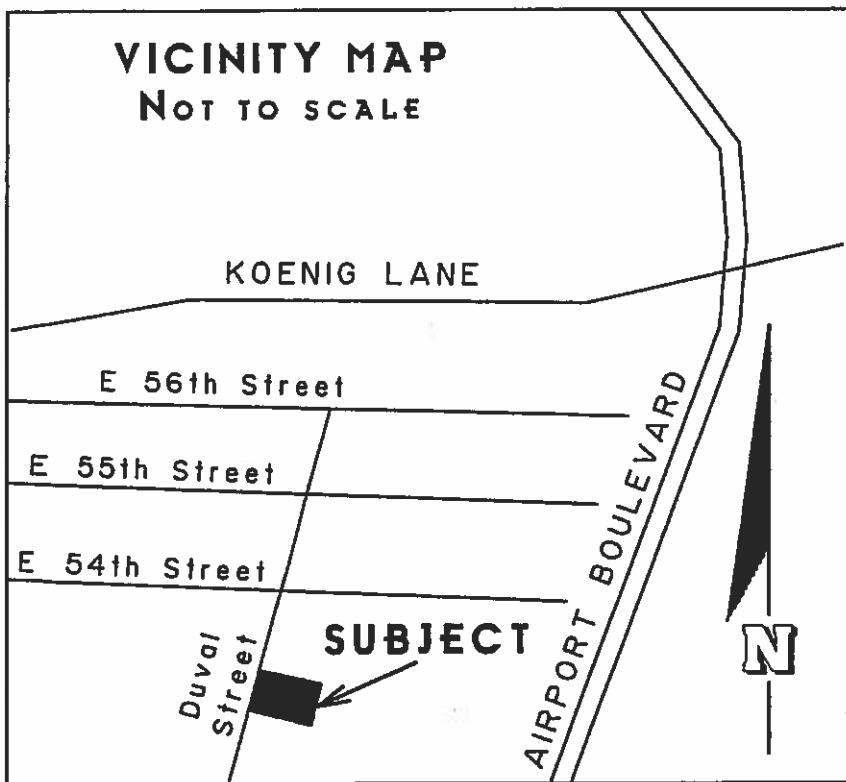 VICINITY MAP
NOT TO SCALE
KOENIG LANE
E 56th Street
E 55th Street
E 54th Street
Duval
Street
SUBJECT
AIRPORT BOULEVARD
N